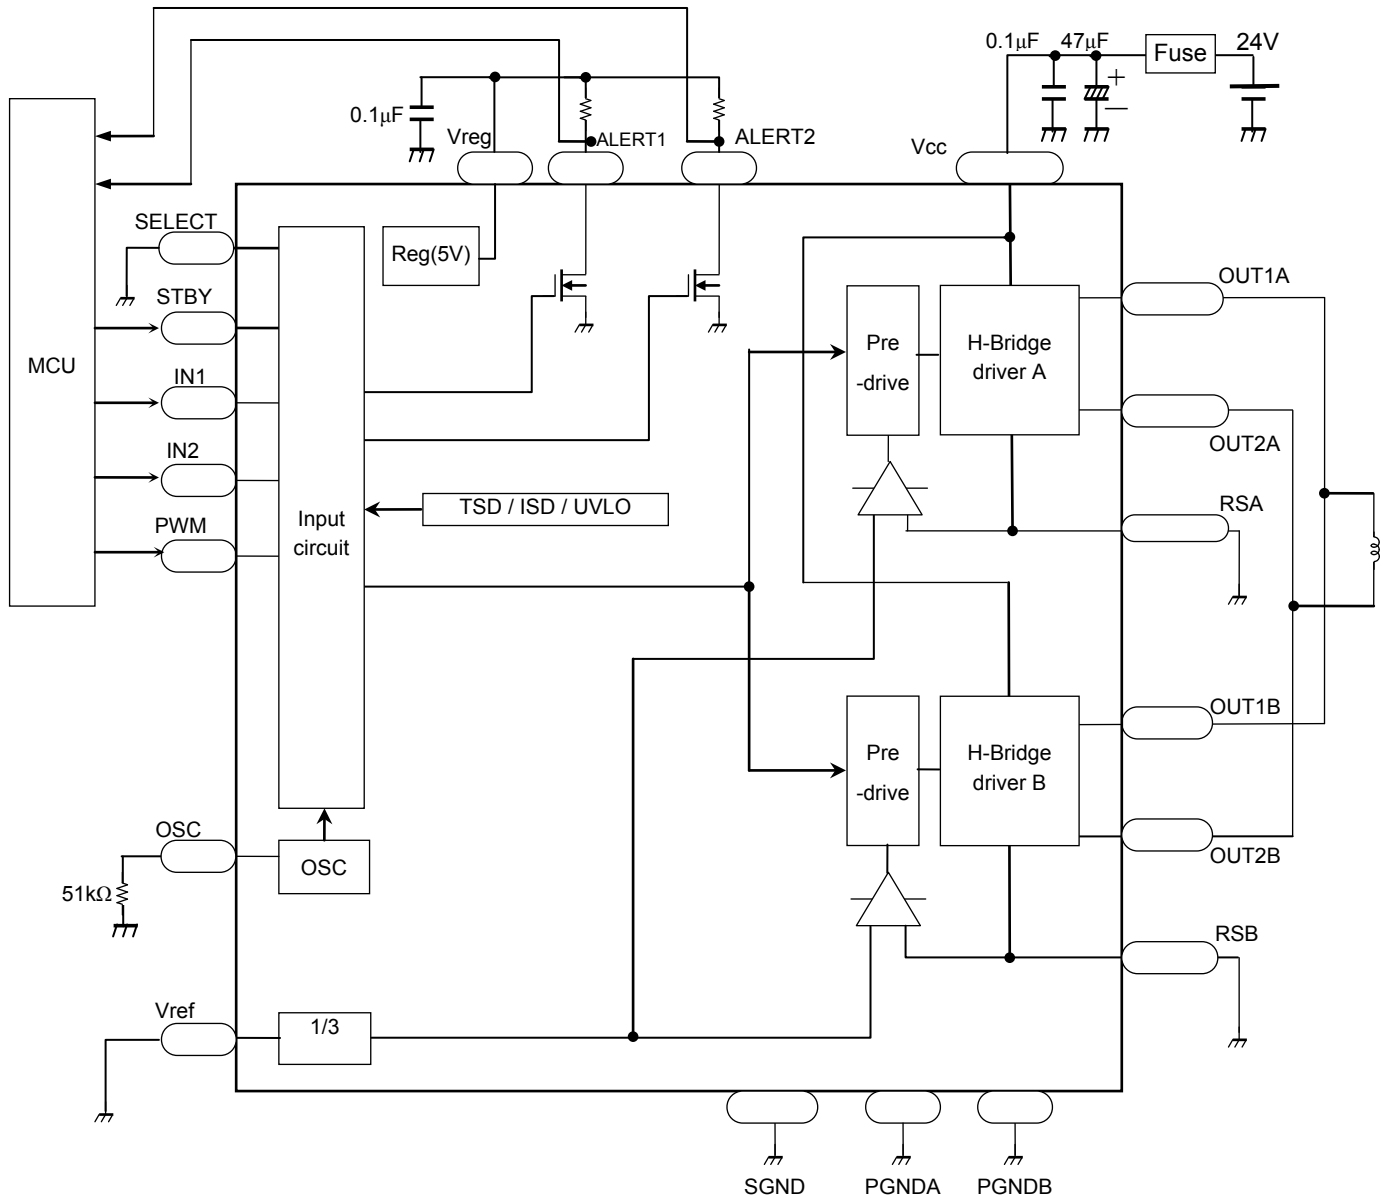 0.1μF
47μF
Fuse
24V
0.1μF
Vreg
ALERT1
ALERT2
Vcc
MCU
SELECT
STBY
IN1
IN2
PWM
Reg(5V)
Input
circuit
TSD / ISD / UVLO
Pre
-drive
H-Bridge
driver A
OUT1A
OUT2A
RSA
Pre
-drive
H-Bridge
driver B
OUT1B
OUT2B
RSB
OSC
51kΩ
OSC
Vref
1/3
SGND
PGNDA
PGNDB